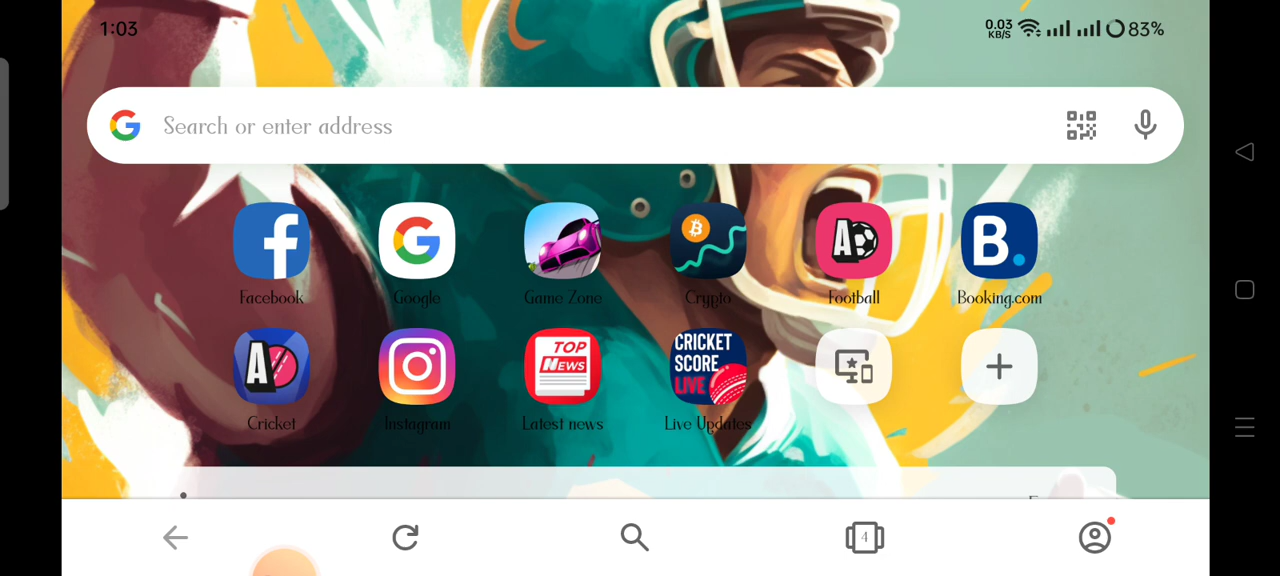 1:03
0.03
KB/S
83%
Search or enter address
Facebook
Google
Game Zone
Crypto
Football
B.
Booking.com
TOP
NEWS
CRICKET
SCORE
LIVE
Cricket
Instagram
Latest news
Live Updates
4